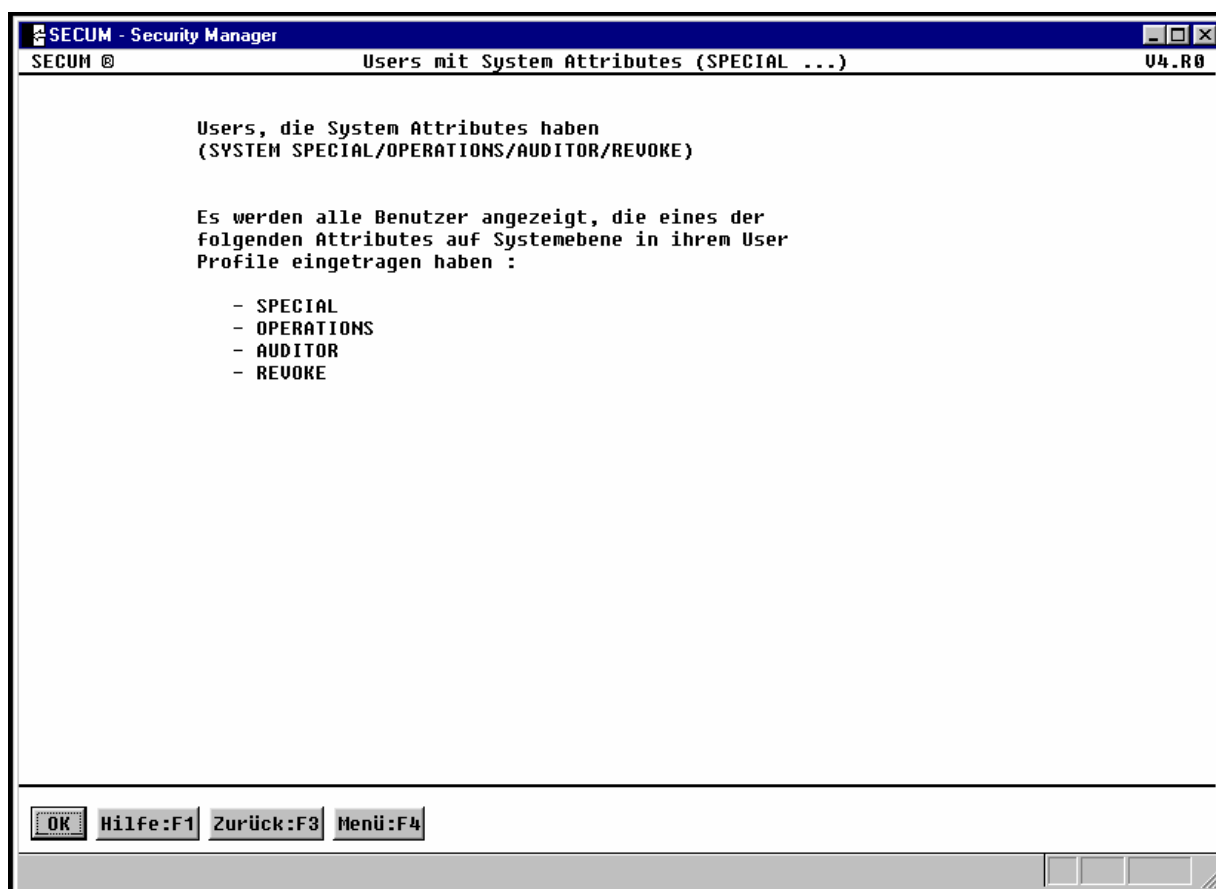 SECUM - Security Manager
SECUM ® Users mit System Attributes (SPECIAL ...) V4.R0
Users, die System Attributes haben
(SYSTEM SPECIAL/OPERATIONS/AUDITOR/REVOKE)
Es werden alle Benutzer angezeigt, die eines der
folgenden Attributes auf Systemebene in ihrem User
Profile eingetragen haben :
- SPECIAL
- OPERATIONS
- AUDITOR
- REVOKE
OK Hilfe:F1 Zurück:F3 Menü:F4